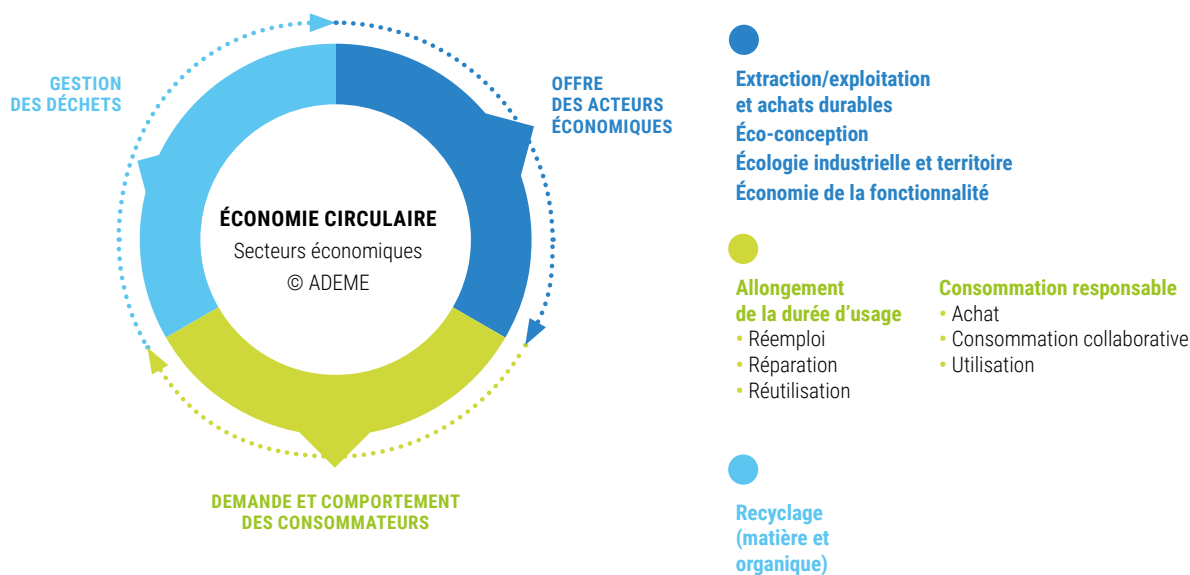 GESTION
DES DÉCHETS
OFFRE
DES ACTEURS
ÉCONOMIQUES
ÉCONOMIE CIRCULAIRE
Secteurs économiques
© ADEME
DEMANDE ET COMPORTEMENT
DES CONSOMMATEURS
Extraction/exploitation
et achats durables
Éco-conception
Écologie industrielle et territoire
Économie de la fonctionnalité
Allongement
de la durée d’usage
• Réemploi
• Réparation
• Réutilisation
Consommation responsable
• Achat
• Consommation collaborative
• Utilisation
Recyclage
(matière et
organique)